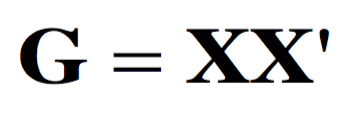 G = XX'